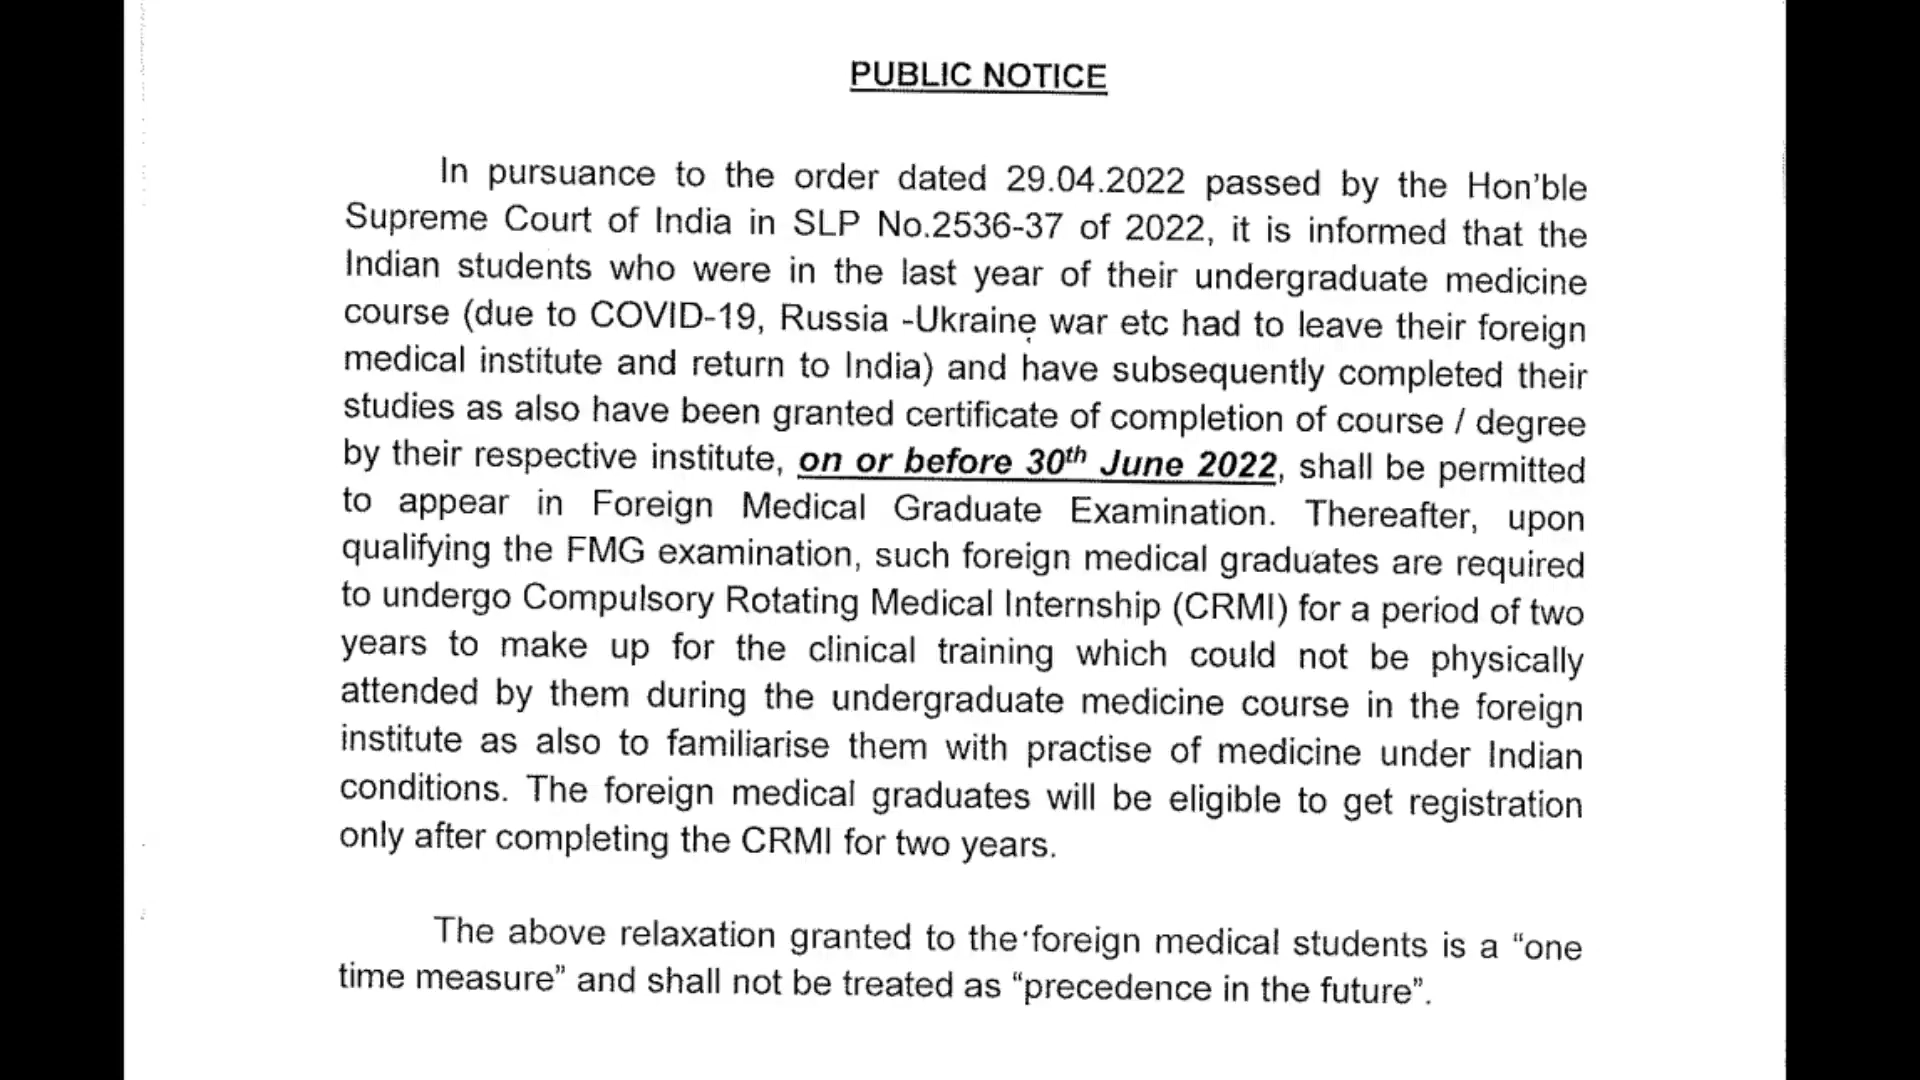 PUBLIC NOTICE
In pursuance to the order dated 29.04.2022 passed by the Hon'ble
Supreme Court of India in SLP No.2536-37 of 2022, it is informed that the
Indian students who were in the last year of their undergraduate medicine
course (due to COVID-19, Russia -Ukraine war etc had to leave their foreign
medical institute and return to India) and have subsequently completed their
studies as also have been granted certificate of completion of course / degree
by their respective institute, on or before 30th June 2022, shall be permitted
to appear in Foreign Medical Graduate Examination. Thereafter, upon
qualifying the FMG examination, such foreign medical graduates are required
to undergo Compulsory Rotating Medical Internship (CRMI) for a period of two
years to make up for the clinical training which could not be physically
attended by them during the undergraduate medicine course in the foreign
institute as also to familiarise them with practise of medicine under Indian
conditions. The foreign medical graduates will be eligible to get registration
only after completing the CRMI for two years.
The above relaxation granted to the foreign medical students is a “one
time measure” and shall not be treated as “precedence in the future”.